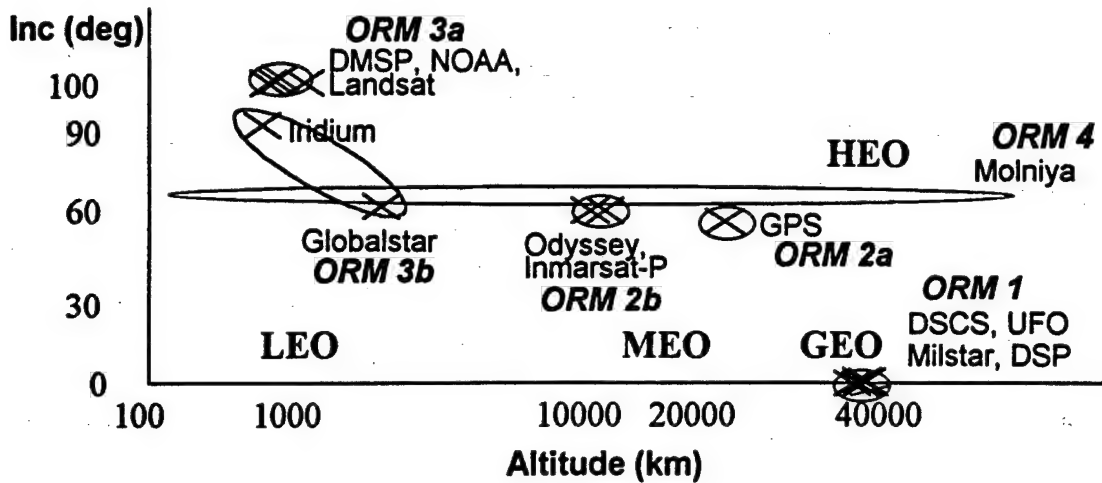 Inc (deg)
ORM 3a
DMSP, NOAA,
Landsat
100
Iridium
90
HEO
ORM 4
Molniya
60
Globalstar
ORM 3b
Odyssey,
Inmarsat-P
ORM 2b
GPS
ORM 2a
30
ORM 1
DSCS, UFO
Milstar, DSP
LEO
MEO
GEO
0
100
1000
10000
20000
40000
Altitude (km)